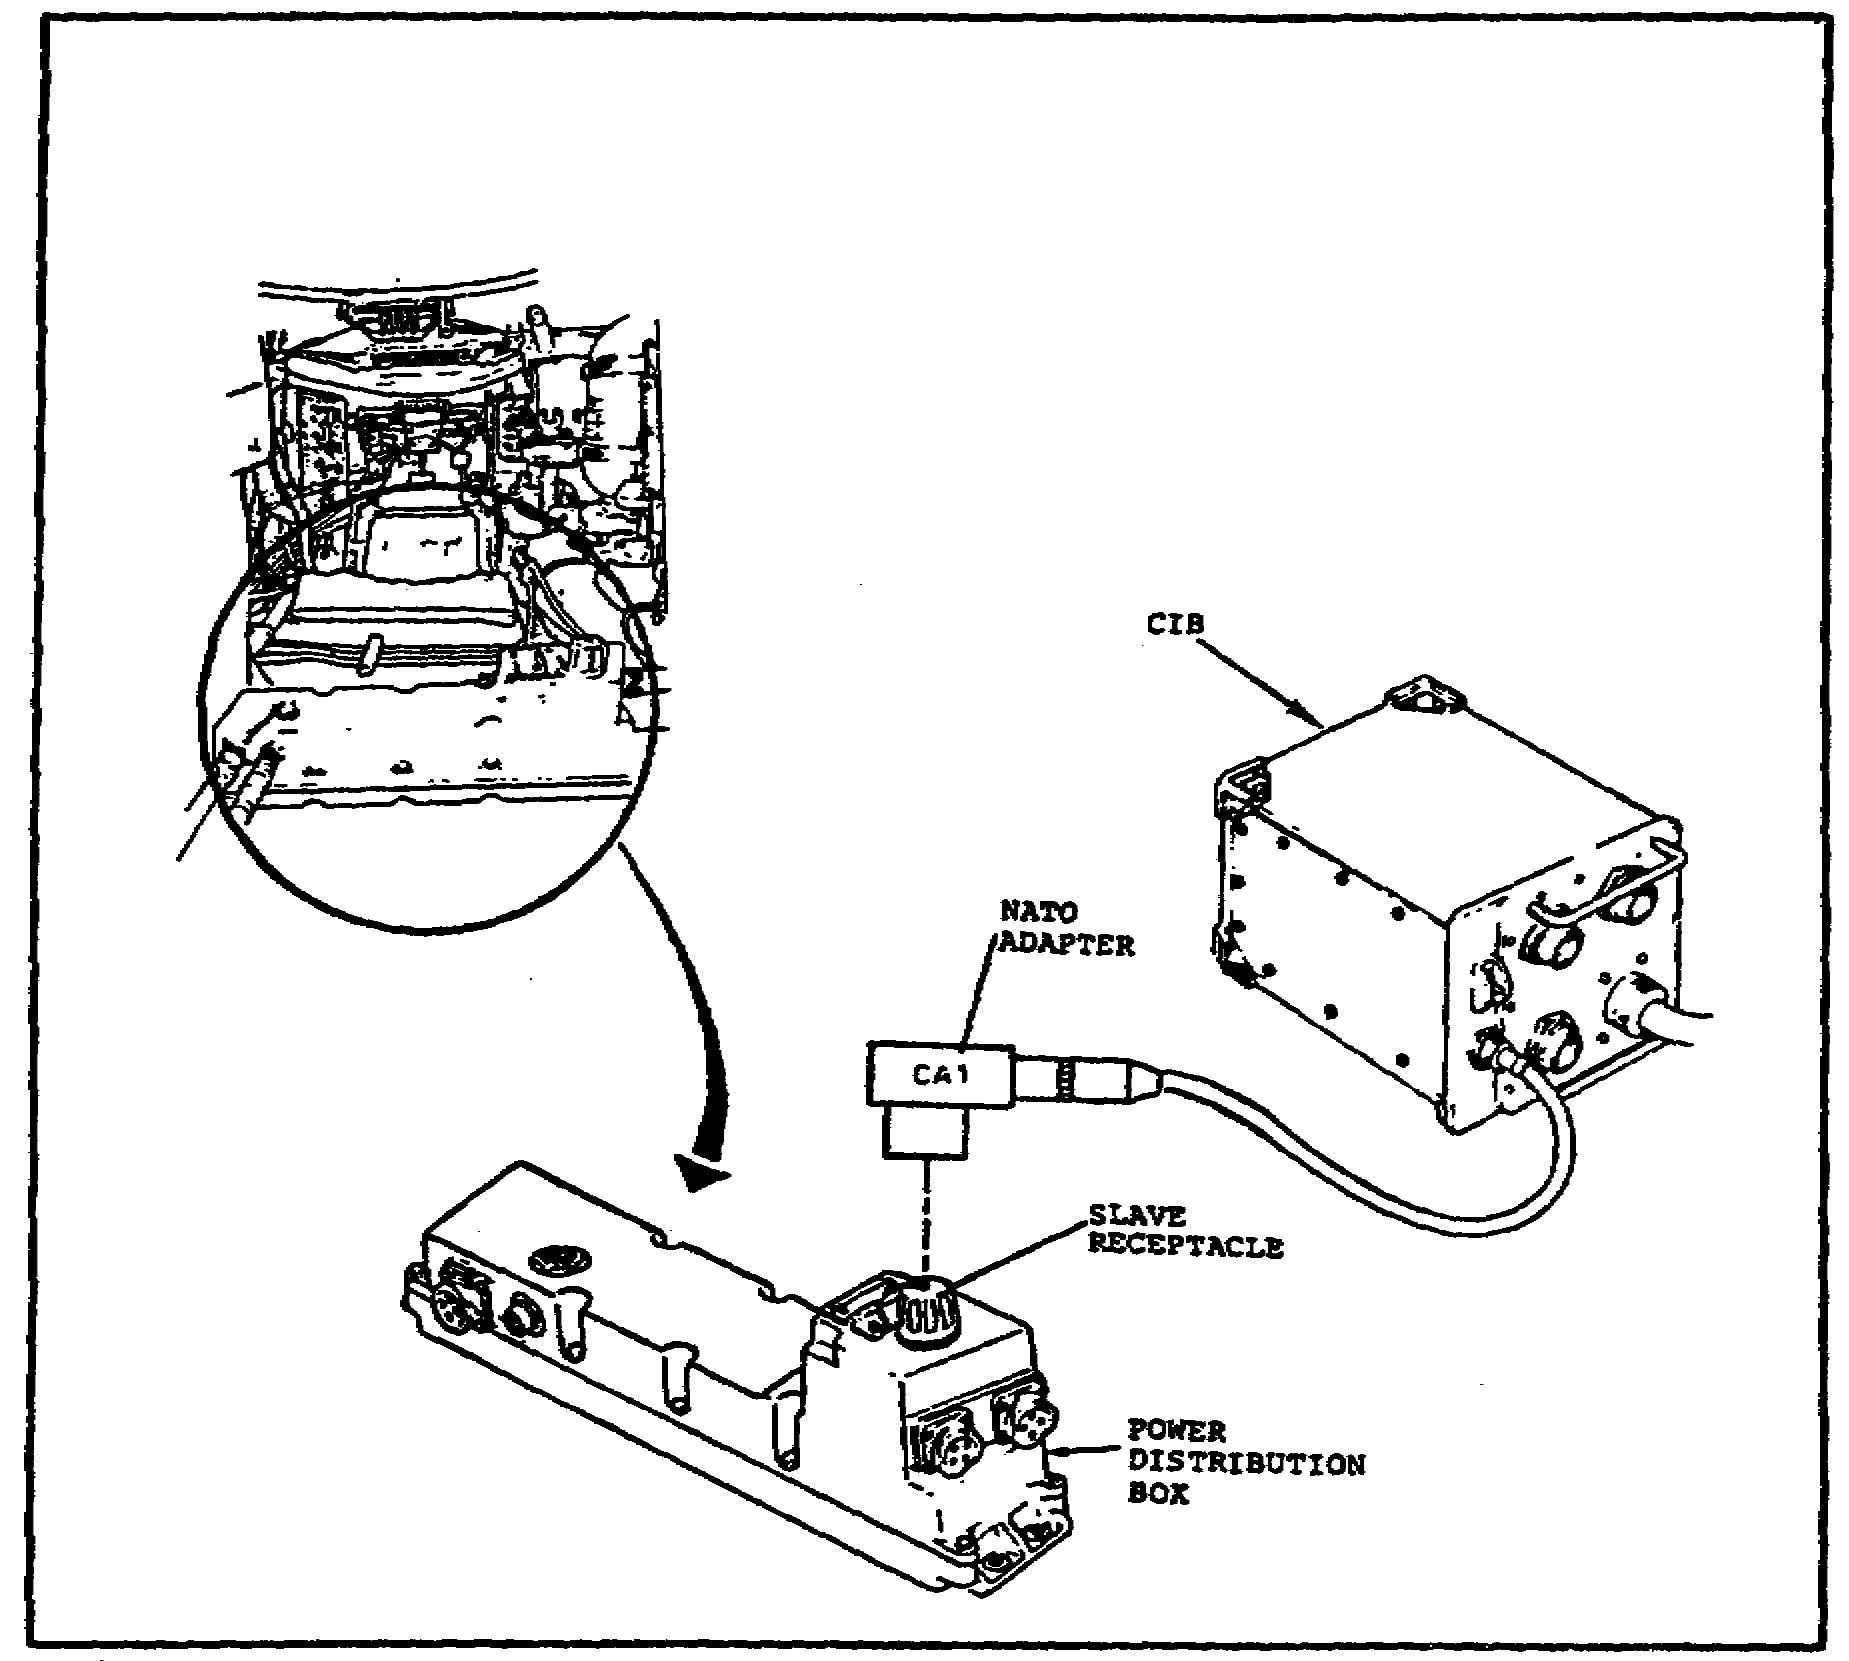 CIB
NATO
ADAPTER
CA1
SLAVE
RECEPTACLE
POWER
DISTRIBUTION
BOX